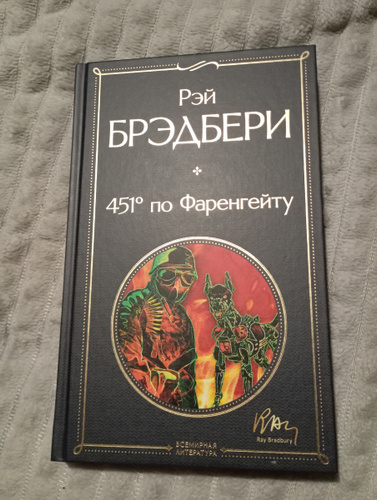 Рэй
БРЭДБЕРИ
451° по Фаренгейту
Ray Bradbury
ВСЕМИРНАЯ
ЛИТЕРАТУРА